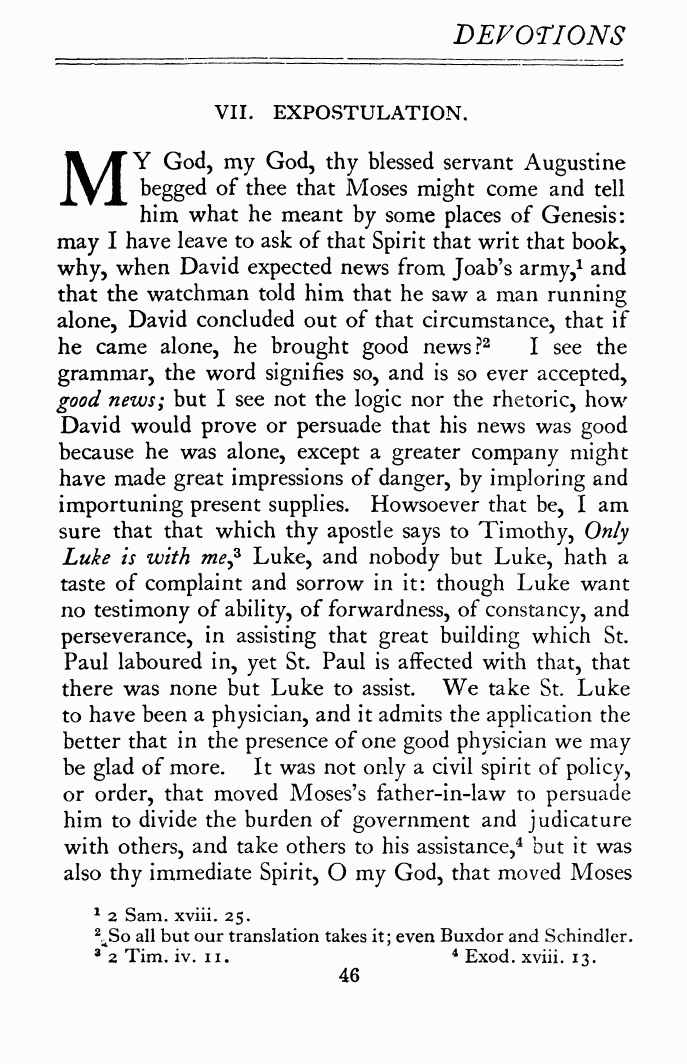 DEVOTIONS
VII. EXPOSTULATION.
MY God, my God, thy blessed servant Augustine
begged of thee that Moses might come and tell
him what he meant by some places of Genesis:
may I have leave to ask of that Spirit that writ that book,
why, when David expected news from Joab's army,¹ and
that the watchman told him that he saw a man running
alone, David concluded out of that circumstance, that if
he came alone, he brought good news?² I see the
grammar, the word signifies so, and is so ever accepted,
good news; but I see not the logic nor the rhetoric, how
David would prove or persuade that his news was good
because he was alone, except a greater company might
have made great impressions of danger, by imploring and
importuning present supplies. Howsoever that be, I am
sure that that which thy apostle says to Timothy, Only
Luke is with me,³ Luke, and nobody but Luke, hath a
taste of complaint and sorrow in it: though Luke want
no testimony of ability, of forwardness, of constancy, and
perseverance, in assisting that great building which St.
Paul laboured in, yet St. Paul is affected with that, that
there was none but Luke to assist. We take St. Luke
to have been a physician, and it admits the application the
better that in the presence of one good physician we may
be glad of more. It was not only a civil spirit of policy,
or order, that moved Moses's father-in-law to persuade
him to divide the burden of government and judicature
with others, and take others to his assistance,⁴ but it was
also thy immediate Spirit, O my God, that moved Moses
¹ 2 Sam. xviii. 25.
² So all but our translation takes it; even Buxdor and Schindler.
³ 2 Tim. iv. 11. ⁴ Exod. xviii. 13.
46